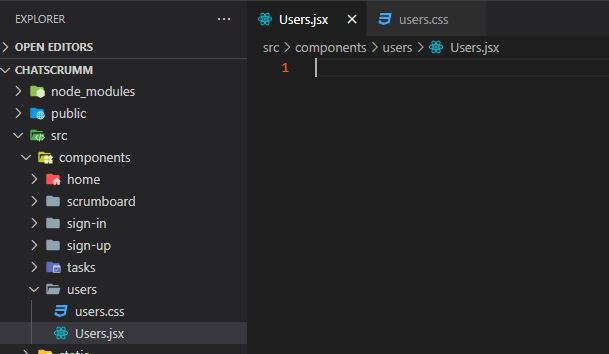 EXPLORER
OPEN EDITORS
CHATSCRUMM
node_modules
public
src
components
home
scrumboard
sign-in
sign-up
tasks
users
users.css
Users.jsx
static
Users.jsx
users.css
src > components > users > Users.jsx
1